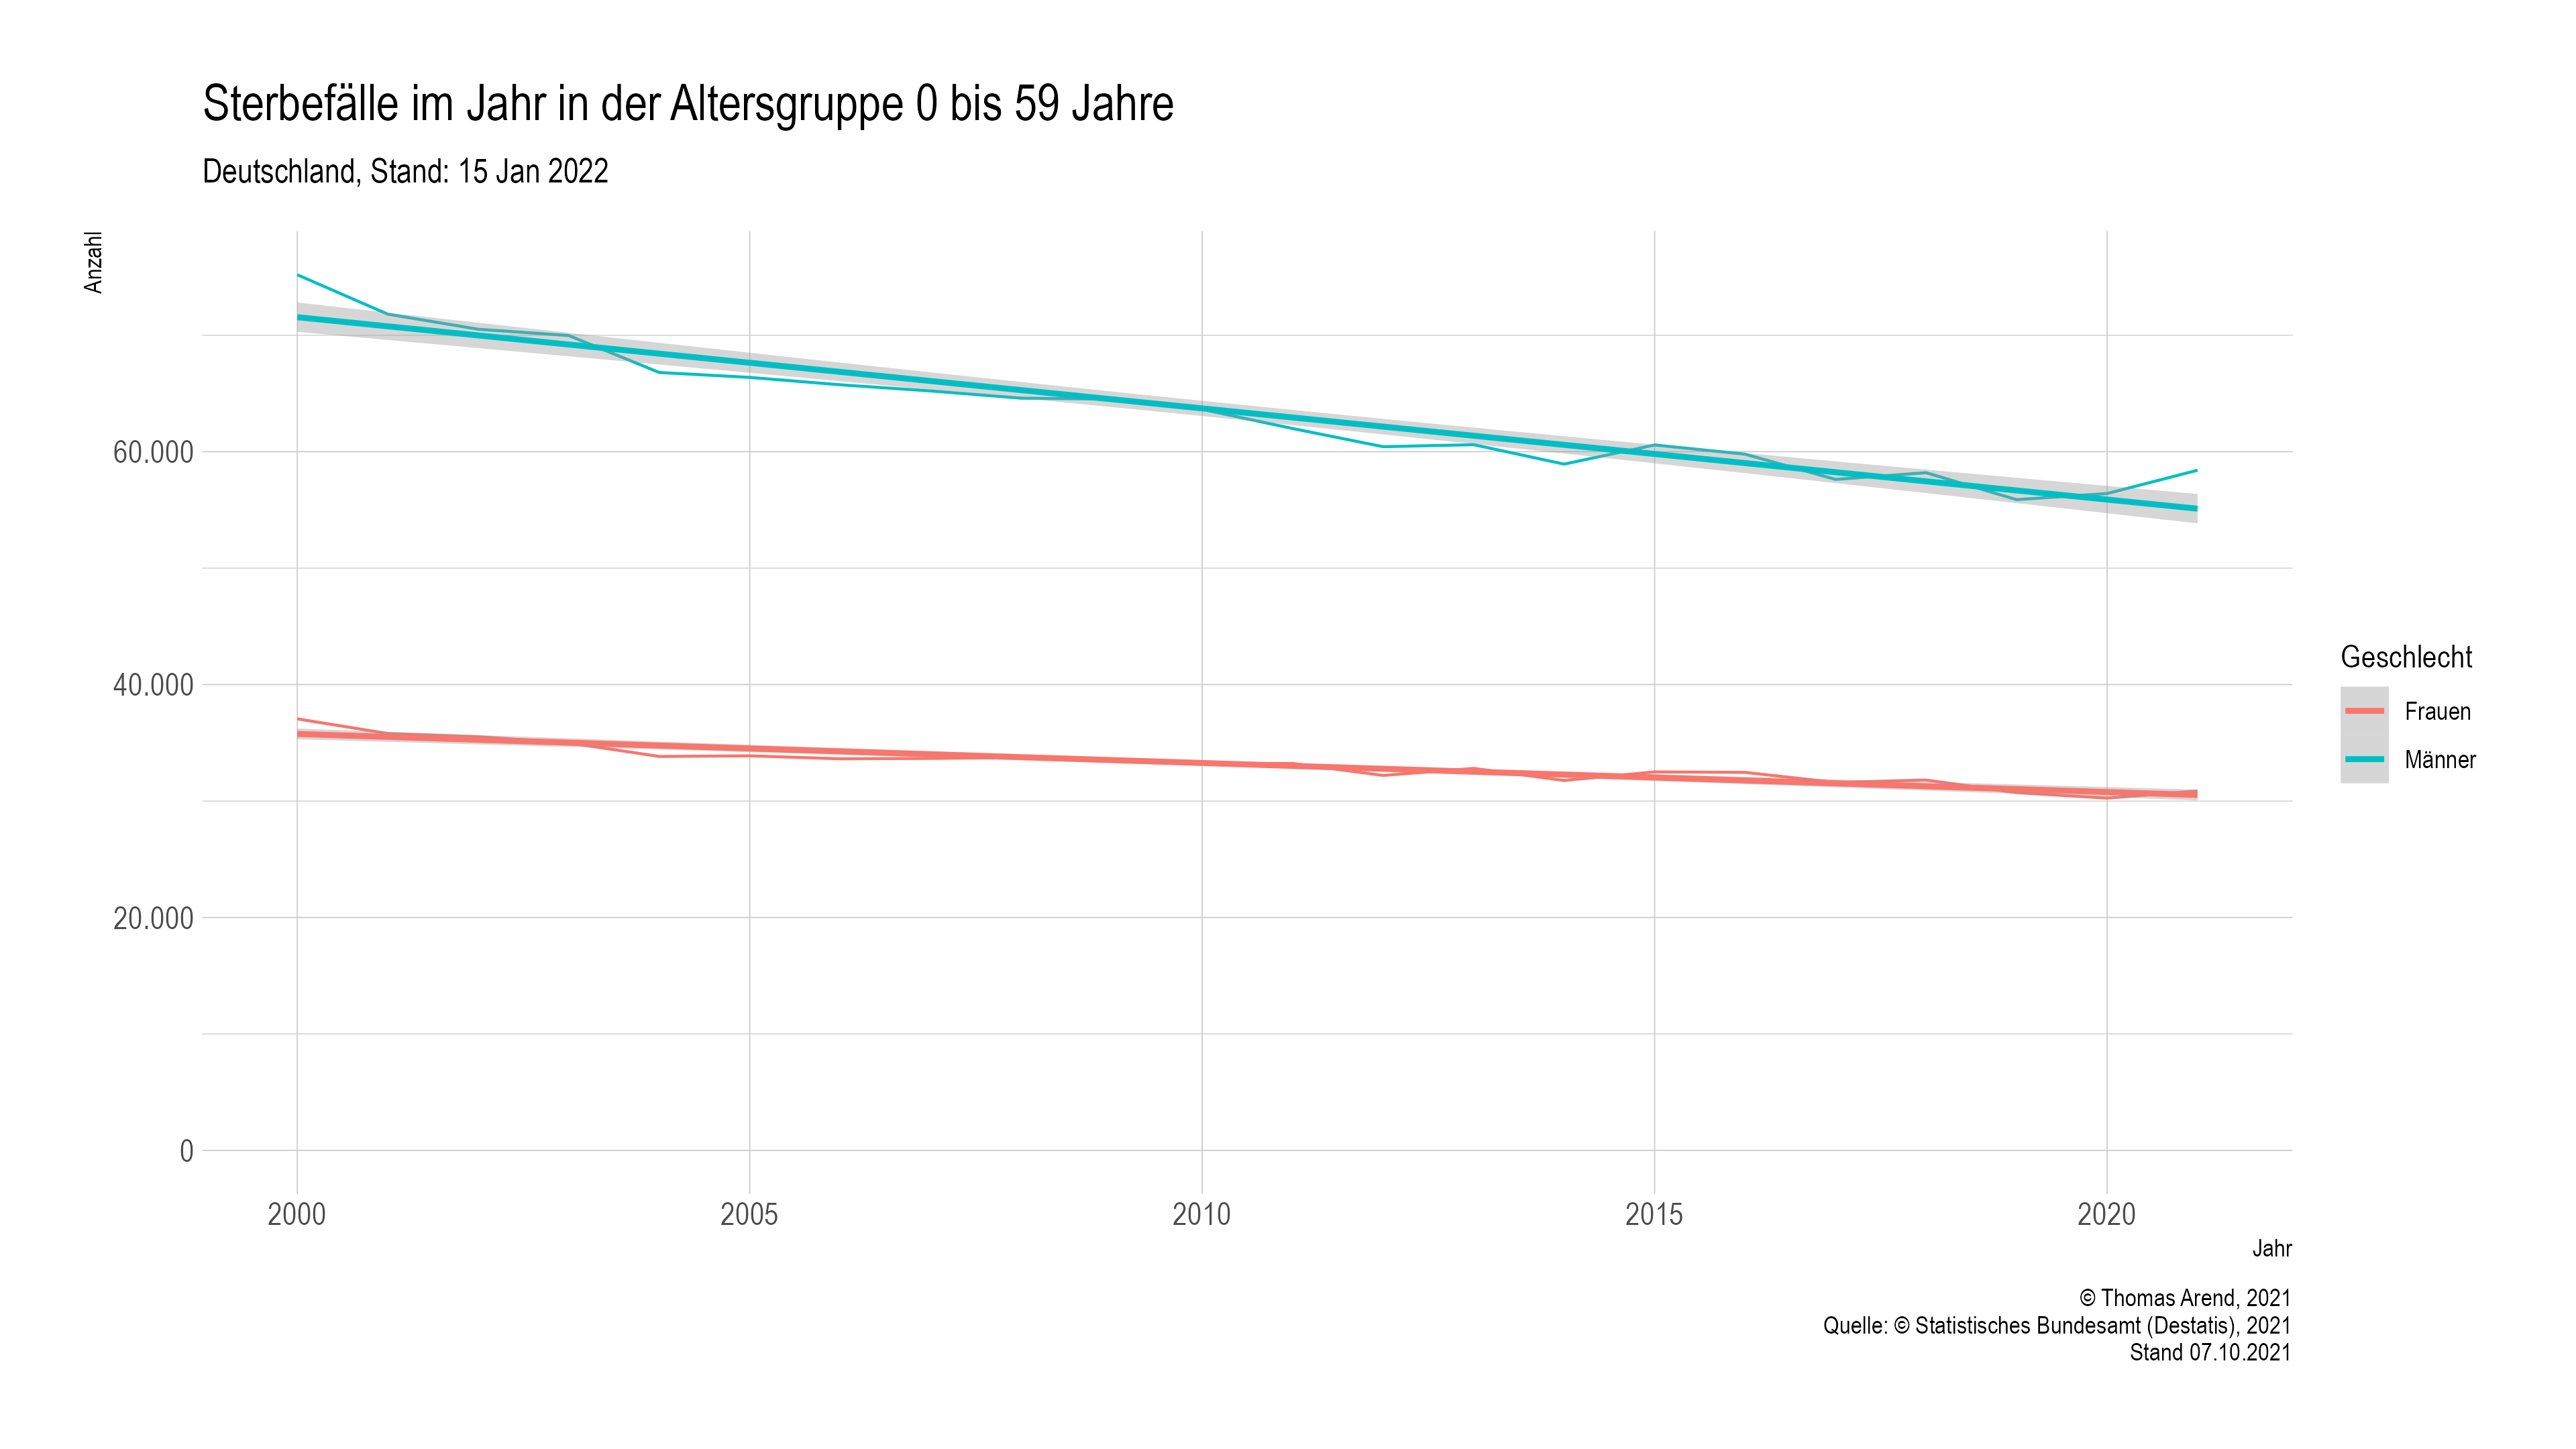 Sterbefälle im Jahr in der Altersgruppe 0 bis 59 Jahre
Deutschland, Stand: 15 Jan 2022
Anzahl
60.000
40.000
20.000
0
2000 2005 2010 2015 2020
Jahr
Geschlecht
Frauen
Männer
© Thomas Arend, 2021
Quelle: © Statistisches Bundesamt (Destatis), 2021
Stand 07.10.2021